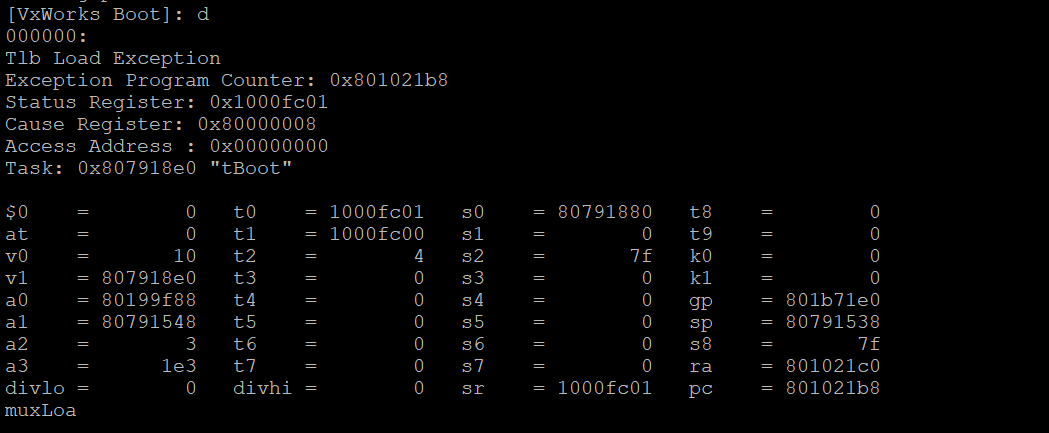 [VxWorks Boot]: d
000000:
Tlb Load Exception
Exception Program Counter: 0x801021b8
Status Register: 0x1000fc01
Cause Register: 0x80000008
Access Address : 0x00000000
Task: 0x807918e0 "tBoot"
$0 = 0 t0 = 1000fc01 s0 = 80791880 t8 = 0
at = 0 t1 = 1000fc00 s1 = 0 t9 = 0
v0 = 10 t2 = 4 s2 = 7f k0 = 0
v1 = 807918e0 t3 = 0 s3 = 0 k1 = 0
a0 = 80199f88 t4 = 0 s4 = 0 gp = 801b71e0
a1 = 80791548 t5 = 0 s5 = 0 sp = 80791538
a2 = 3 t6 = 0 s6 = 0 s8 = 7f
a3 = 1e3 t7 = 0 s7 = 0 ra = 801021c0
divlo = 0 divhi = 0 sr = 1000fc01 pc = 801021b8
muxLoa